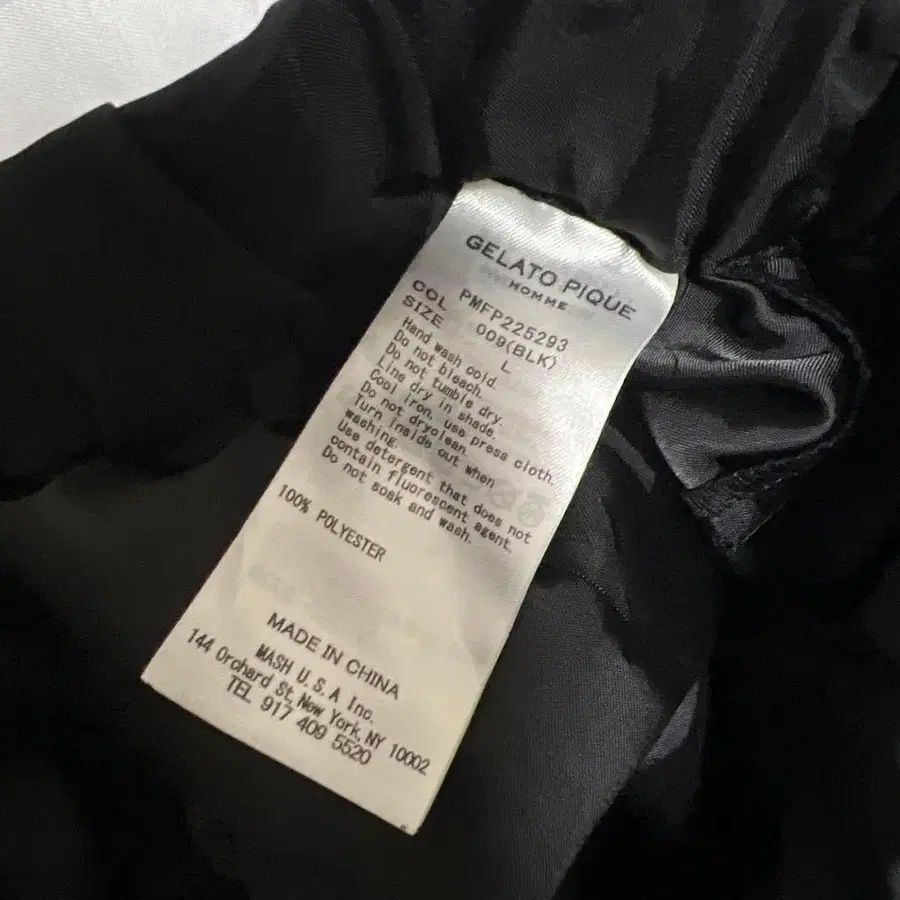 GELATO PIQUE
HOMME
PMFP225293
COL 009(BLK)
SIZE L
Hand wash cold.
Do not bleach.
Do not tumble dry.
Line dry in shade.
Cool iron, use press cloth.
Do not dryclean.
Turn inside out when
washing.
Use detergent that does not
contain fluorescent agent.
Do not soak and wash.
100% POLYESTER
MADE IN CHINA
MASH U.S.A Inc.
144 Orchard St, New York, NY 10002
TEL 917 409 5520